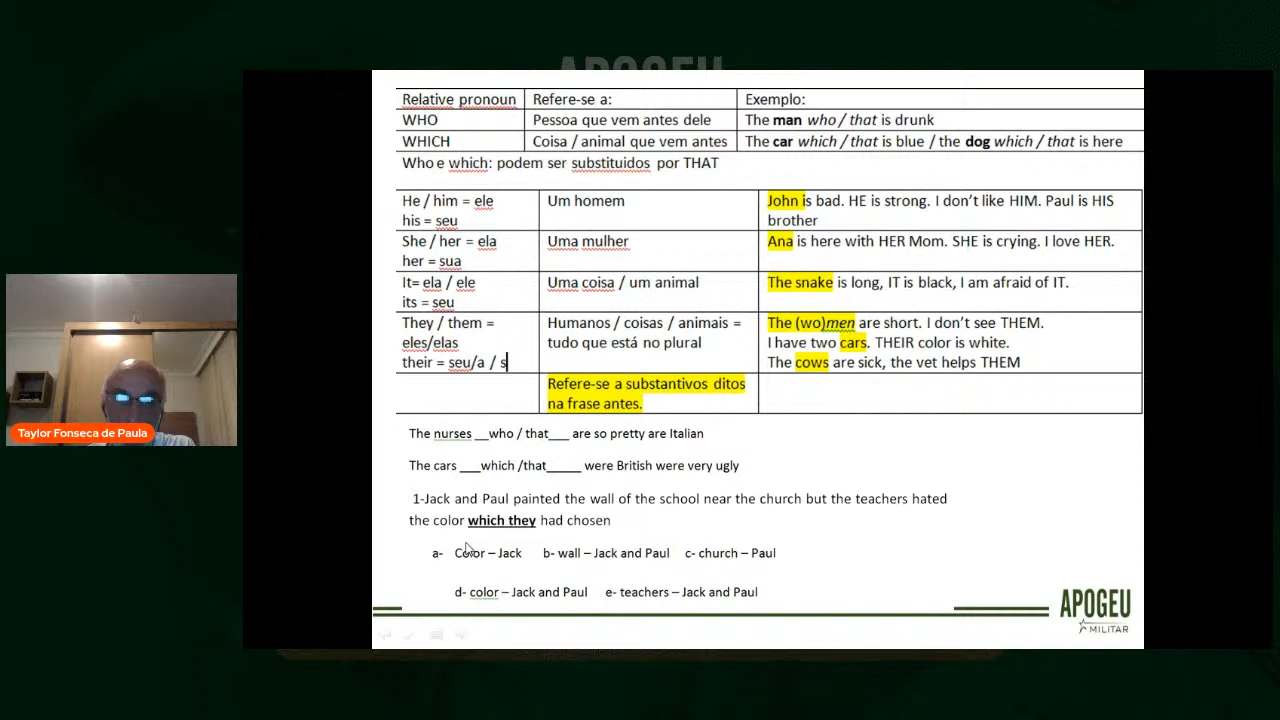 APOGEU
Relative pronoun Refere-se a: Exemplo:
WHO Pessoa que vem antes dele The man who / that is drunk
WHICH Coisa / animal que vem antes The car which / that is blue / the dog which / that is here
Who e which: podem ser substituidos por THAT
He / him = ele Um homem John is bad. HE is strong. I don't like HIM. Paul is HIS
his = seu brother
She / her = ela Uma mulher Ana is here with HER Mom. SHE is crying. I love HER.
her = sua
It= ela / ele Uma coisa / um animal The snake is long, IT is black, I am afraid of IT.
its = seu
They / them = Humanos / coisas / animais = The (wo)men are short. I don't see THEM.
eles/elas tudo que está no plural I have two cars. THEIR color is white.
their = seu/a / s The cows are sick, the vet helps THEM
Refere-se a substantivos ditos
na frase antes.
The nurses __who / that___ are so pretty are Italian
The cars ___which /that_____ were British were very ugly
1-Jack and Paul painted the wall of the school near the church but the teachers hated
the color which they had chosen
a- Color – Jack b- wall – Jack and Paul c- church – Paul
d- color – Jack and Paul e- teachers – Jack and Paul
APOGEU
MILITAR
Taylor Fonseca de Paula